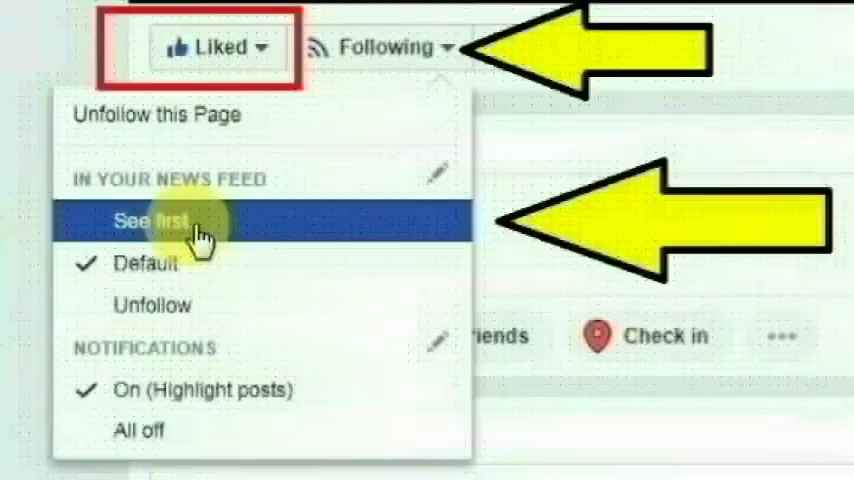 Liked Following
Unfollow this Page
IN YOUR NEWS FEED
See first
Default
Unfollow
NOTIFICATIONS
On (Highlight posts)
All off
riends Check in